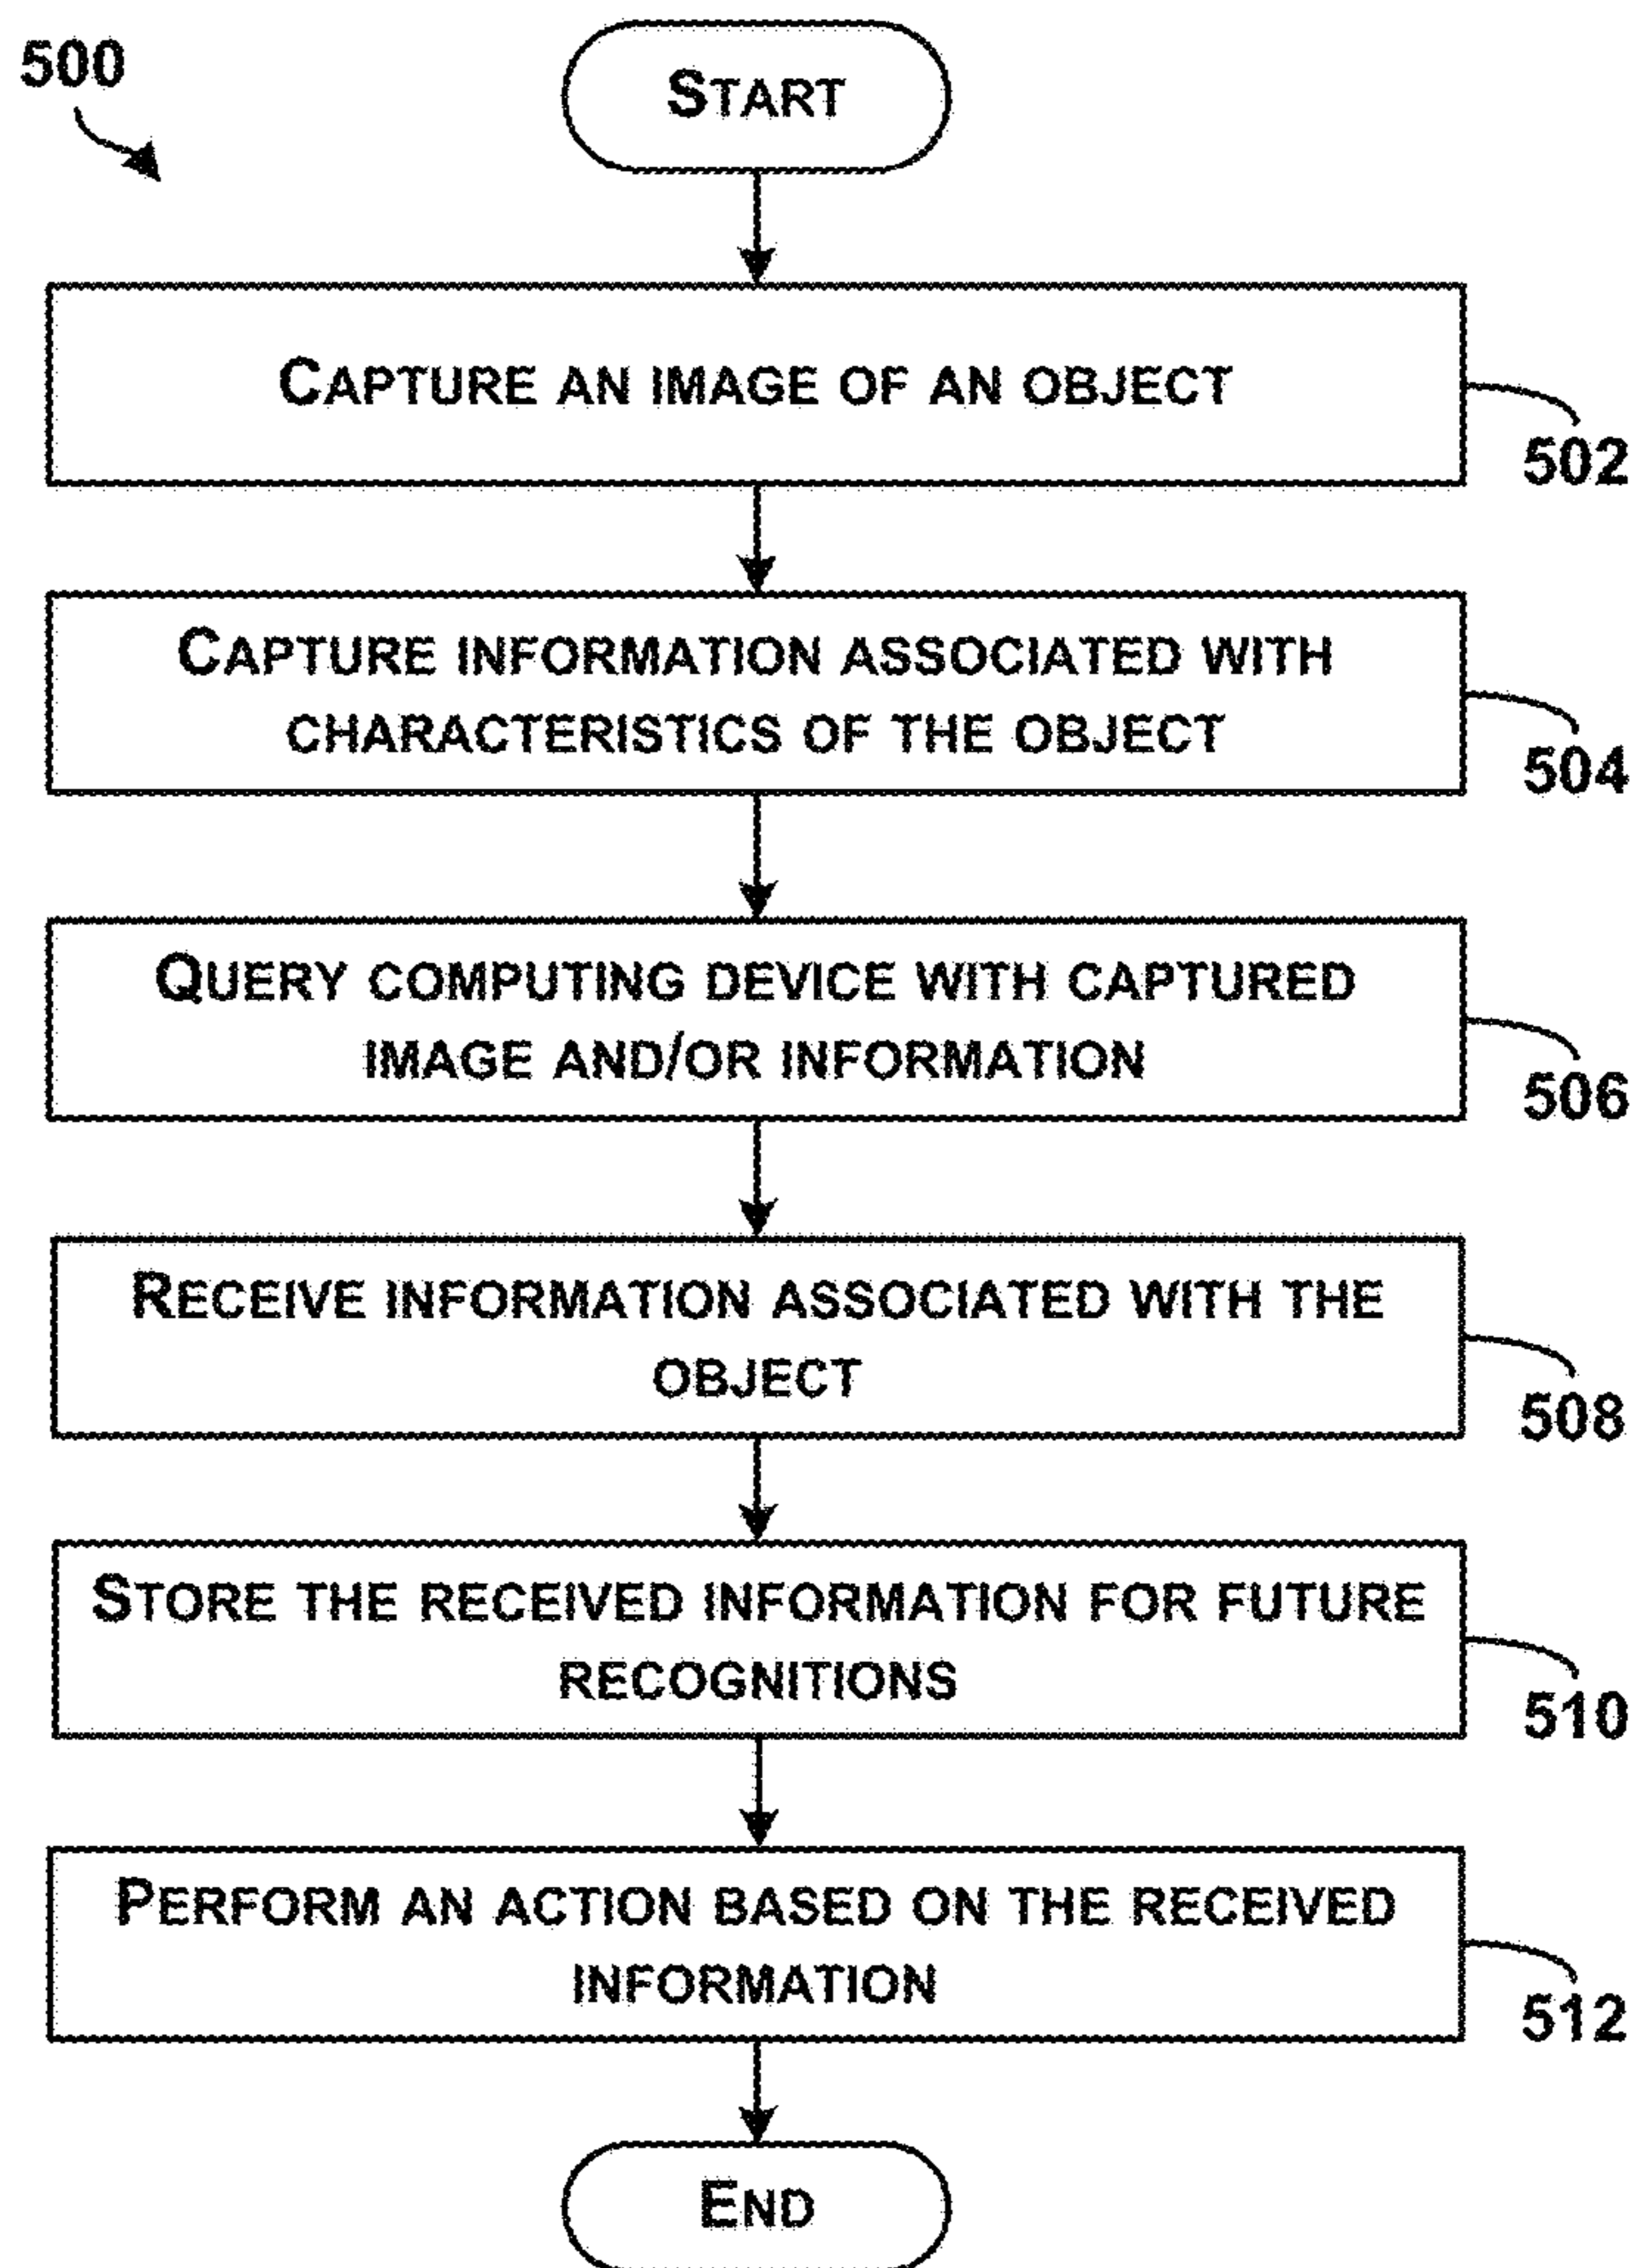 500
START
CAPTURE AN IMAGE OF AN OBJECT
502
CAPTURE INFORMATION ASSOCIATED WITH
CHARACTERISTICS OF THE OBJECT
504
QUERY COMPUTING DEVICE WITH CAPTURED
IMAGE AND/OR INFORMATION
506
RECEIVE INFORMATION ASSOCIATED WITH THE
OBJECT
508
STORE THE RECEIVED INFORMATION FOR FUTURE
RECOGNITIONS
510
PERFORM AN ACTION BASED ON THE RECEIVED
INFORMATION
512
END